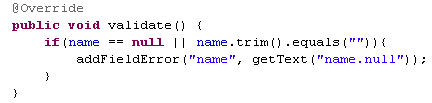 @Override
public void validate() {
    if(name == null || name.trim().equals("")){
        addFieldError("name", getText("name.null"));
    }
}